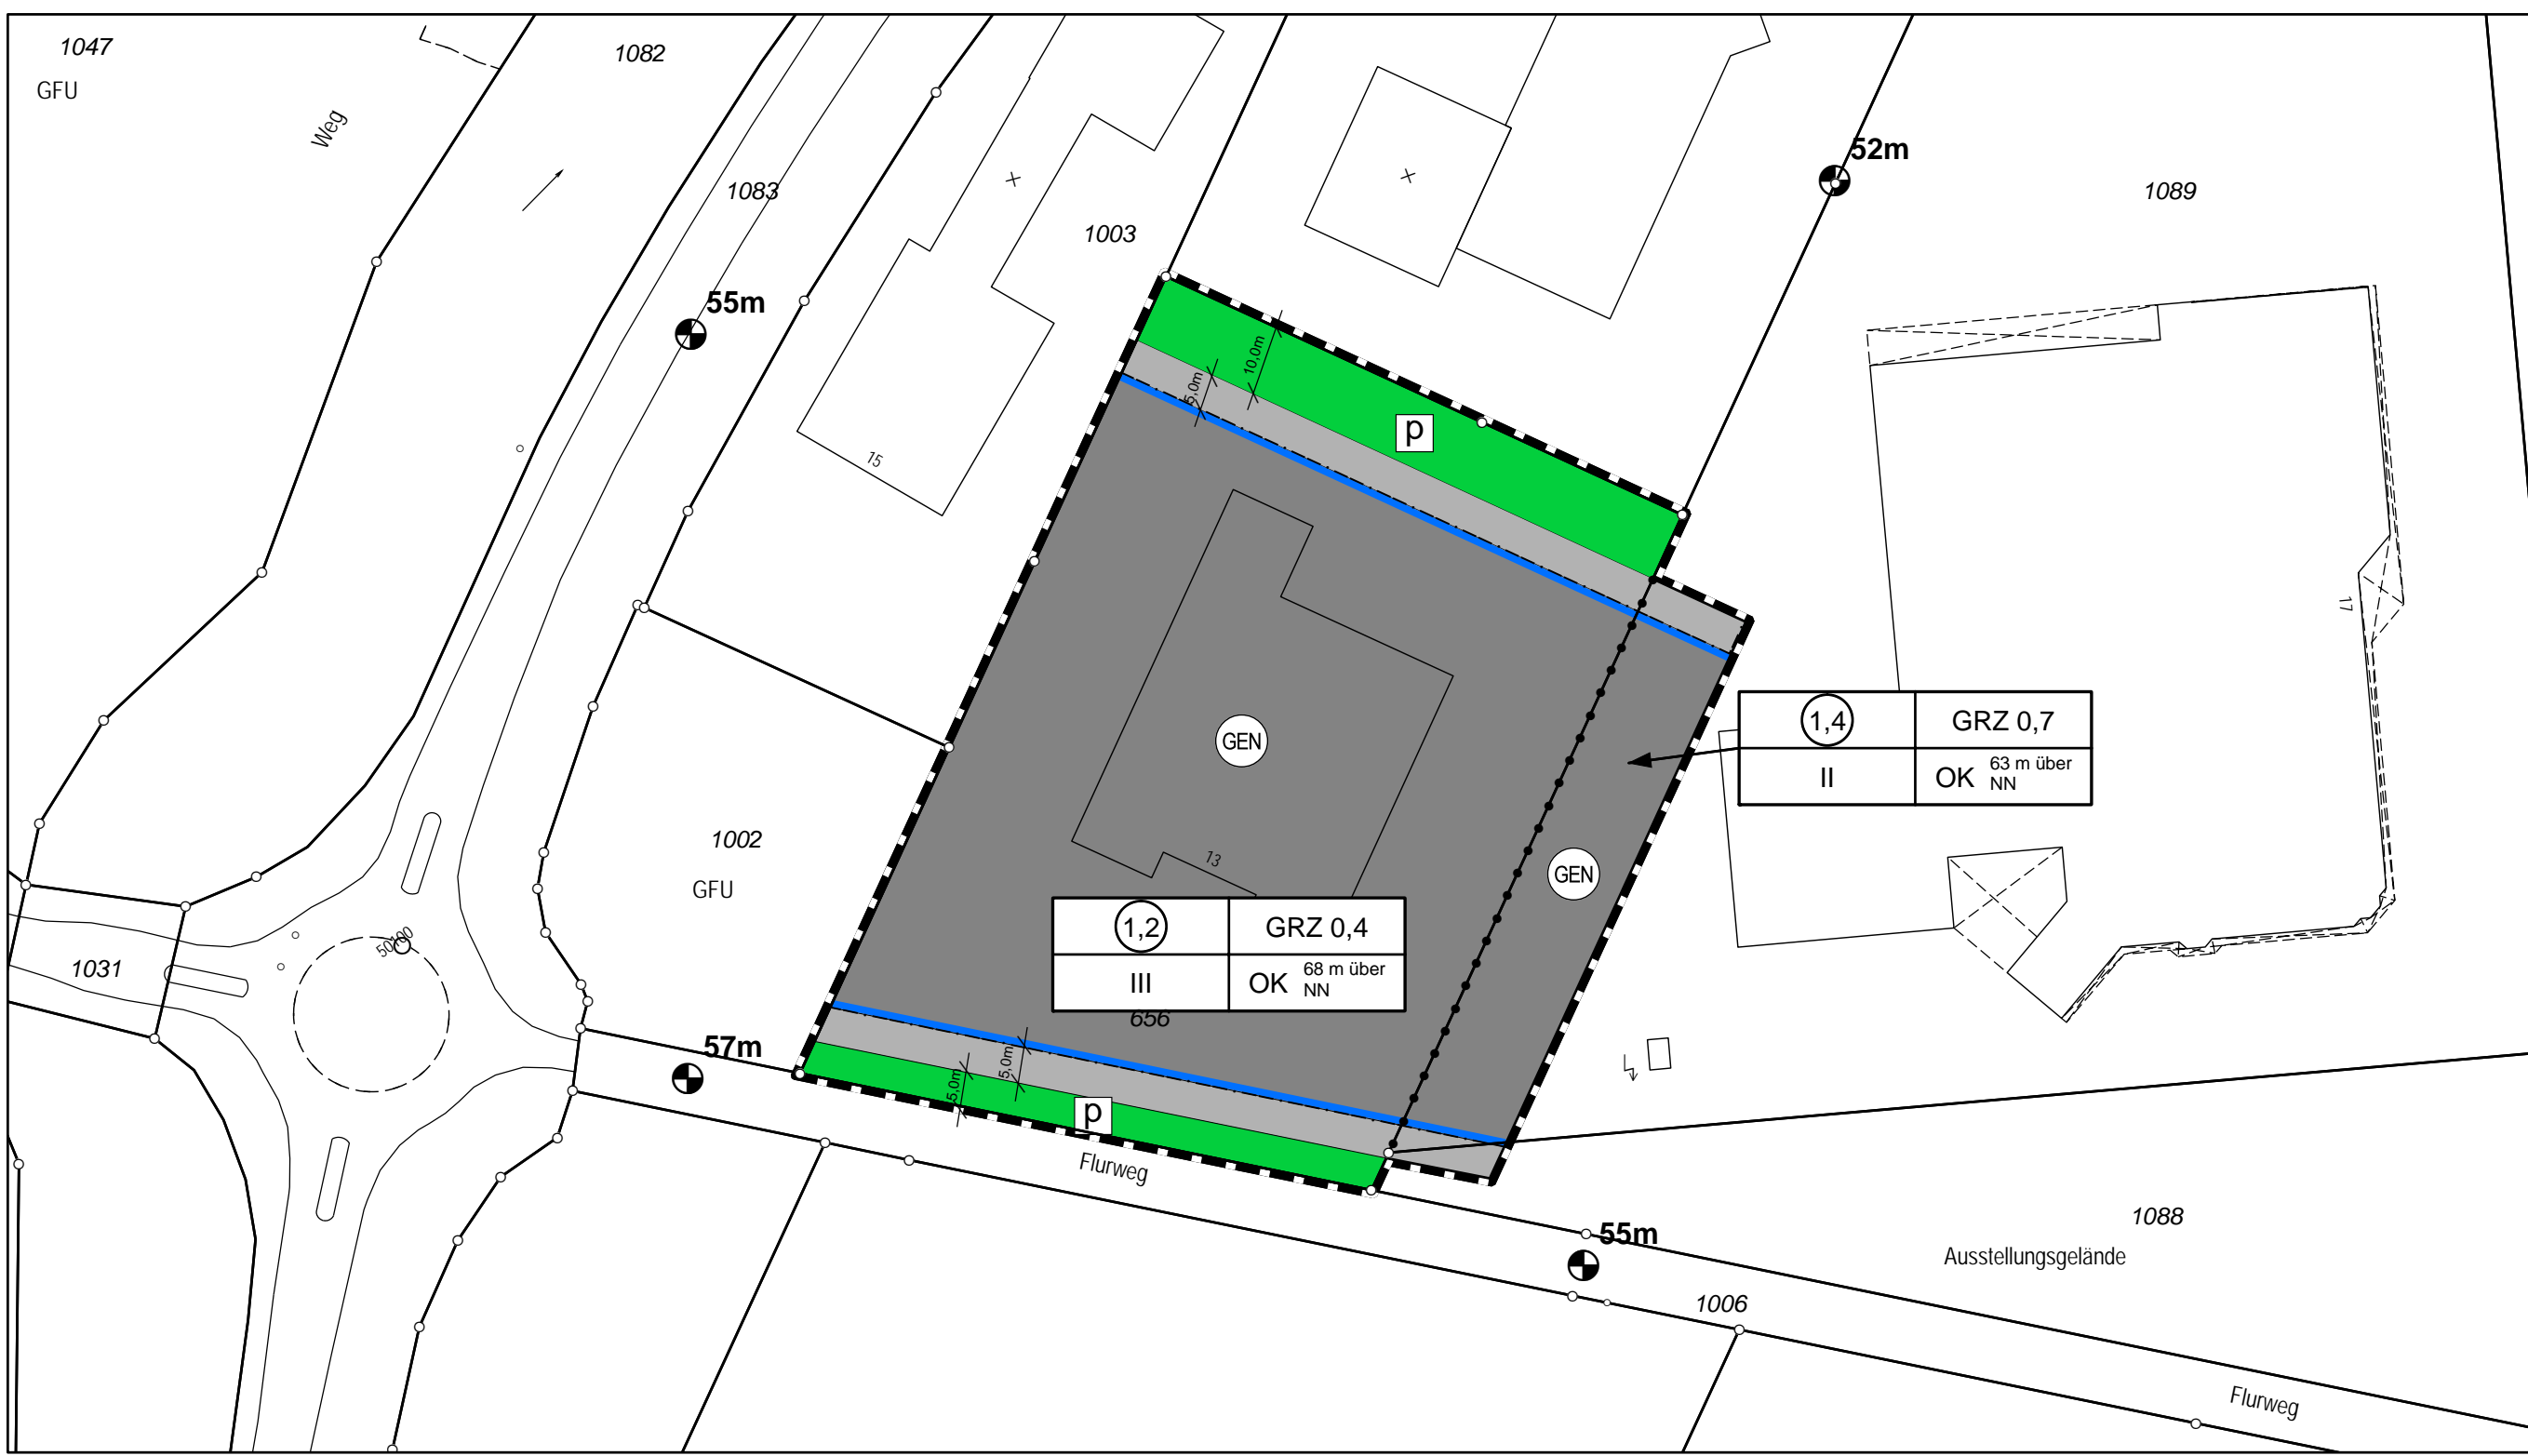 1047
GFU
Weg
1082
1083
1003
52m
1089
55m
10,0m
5,0m
p
15
17
GEN
1,4 GRZ 0,7
II OK 63 m über NN
1002
GFU
13
GEN
1,2 GRZ 0,4
III OK 68 m über NN
656
50100
1031
57m
5,0m
5,0m
p
Flurweg
55m
1088
Ausstellungsgelände
1006
Flurweg